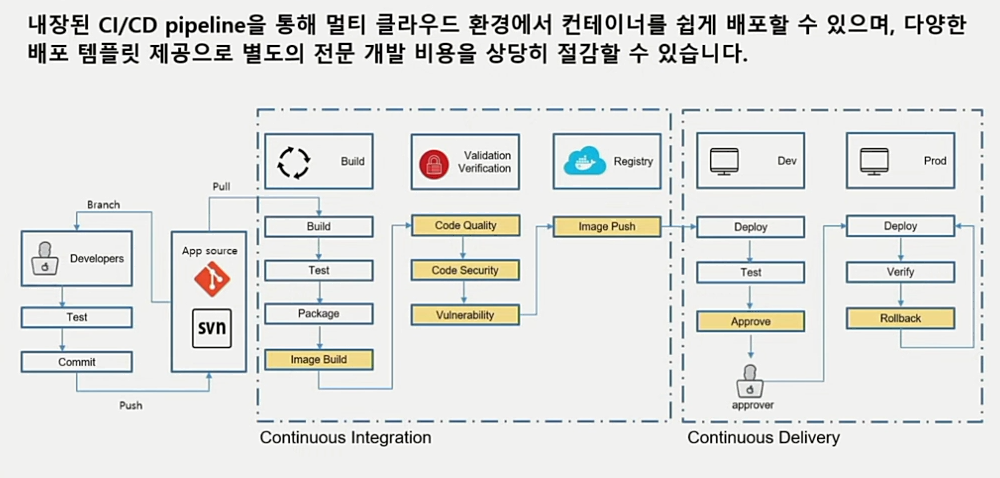 내장된 CI/CD pipeline을 통해 멀티 클라우드 환경에서 컨테이너를 쉽게 배포할 수 있으며, 다양한
배포 템플릿 제공으로 별도의 전문 개발 비용을 상당히 절감할 수 있습니다.
Branch
Developers
Test
Commit
Push
Pull
App source
svn
Build
Build
Test
Package
Image Build
Validation
Verification
Code Quality
Code Security
Vulnerability
Registry
Image Push
Continuous Integration
Dev
Deploy
Test
Approve
approver
Prod
Deploy
Verify
Rollback
Continuous Delivery